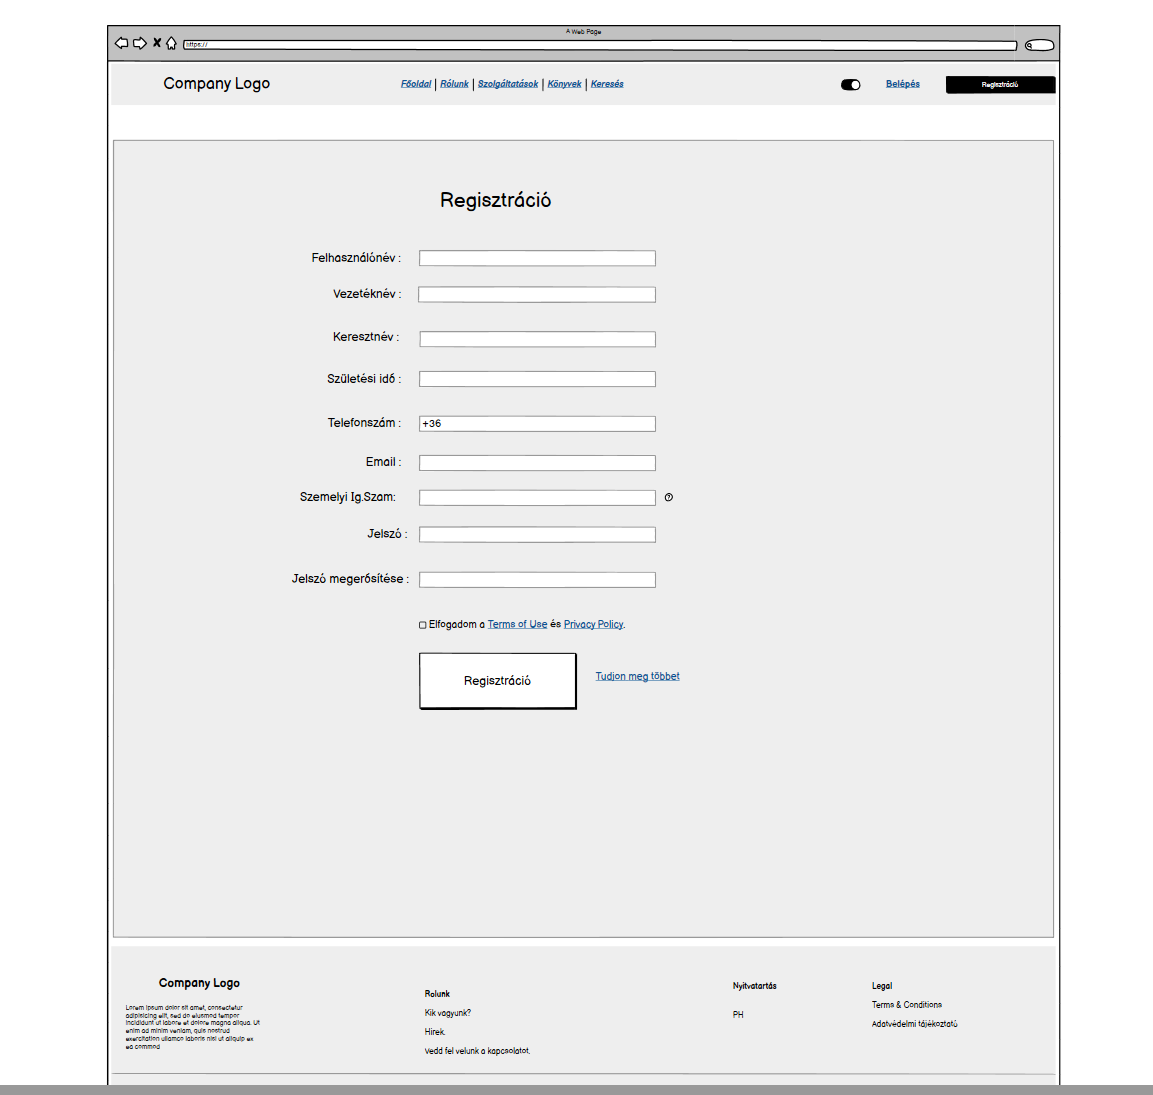 A Web Page
https://
Company Logo
Főoldal | Rólunk | Szolgáltatások | Könyvek | Keresés
Belépés
Regisztráció
Regisztráció
Felhasználónév :
Vezetéknév :
Keresztnév :
Születési idő :
Telefonszám :
+36
Email :
Szemelyi Ig.Szam:
?
Jelszó :
Jelszó megerősítése :
Elfogadom a Terms of Use és Privacy Policy.
Regisztráció
Tudjon meg többet
Company Logo
Lorem ipsum dolor sit amet, consectetur
adipisicing elit, sed do eiusmod tempor
incididunt ut labore et dolore magna aliqua. Ut
enim ad minim veniam, quis nostrud
exercitation ullamco laboris nisi ut aliquip ex
ea commod
Rolunk
Kik vagyunk?
Hirek.
Vedd fel velunk a kapcsolatot.
Nyitvatartás
PH
Legal
Terms & Conditions
Adatvédelmi tájékoztató